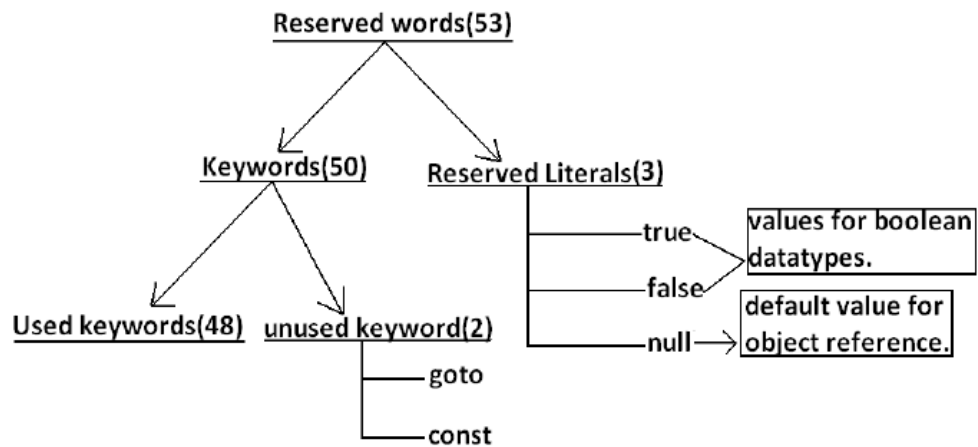 Reserved words(53)
Keywords(50)
Reserved Literals(3)
true
values for boolean
datatypes.
false
Used keywords(48)
unused keyword(2)
null
default value for
object reference.
goto
const